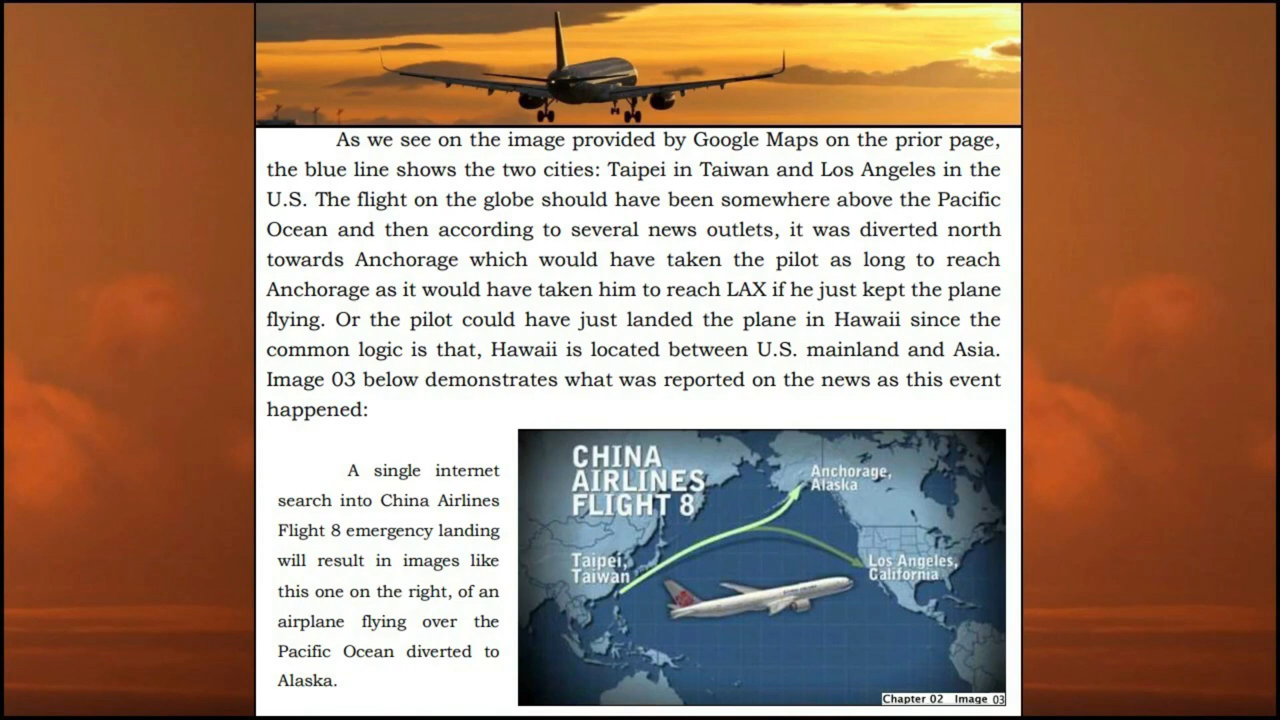 As we see on the image provided by Google Maps on the prior page,
the blue line shows the two cities: Taipei in Taiwan and Los Angeles in the
U.S. The flight on the globe should have been somewhere above the Pacific
Ocean and then according to several news outlets, it was diverted north
towards Anchorage which would have taken the pilot as long to reach
Anchorage as it would have taken him to reach LAX if he just kept the plane
flying. Or the pilot could have just landed the plane in Hawaii since the
common logic is that, Hawaii is located between U.S. mainland and Asia.
Image 03 below demonstrates what was reported on the news as this event
happened:
A single internet
search into China Airlines
Flight 8 emergency landing
will result in images like
this one on the right, of an
airplane flying over the
Pacific Ocean diverted to
Alaska.
CHINA
AIRLINES
FLIGHT 8
Anchorage,
Alaska
Taipei,
Taiwan
Los Angeles,
California
Chapter 02 Image 03